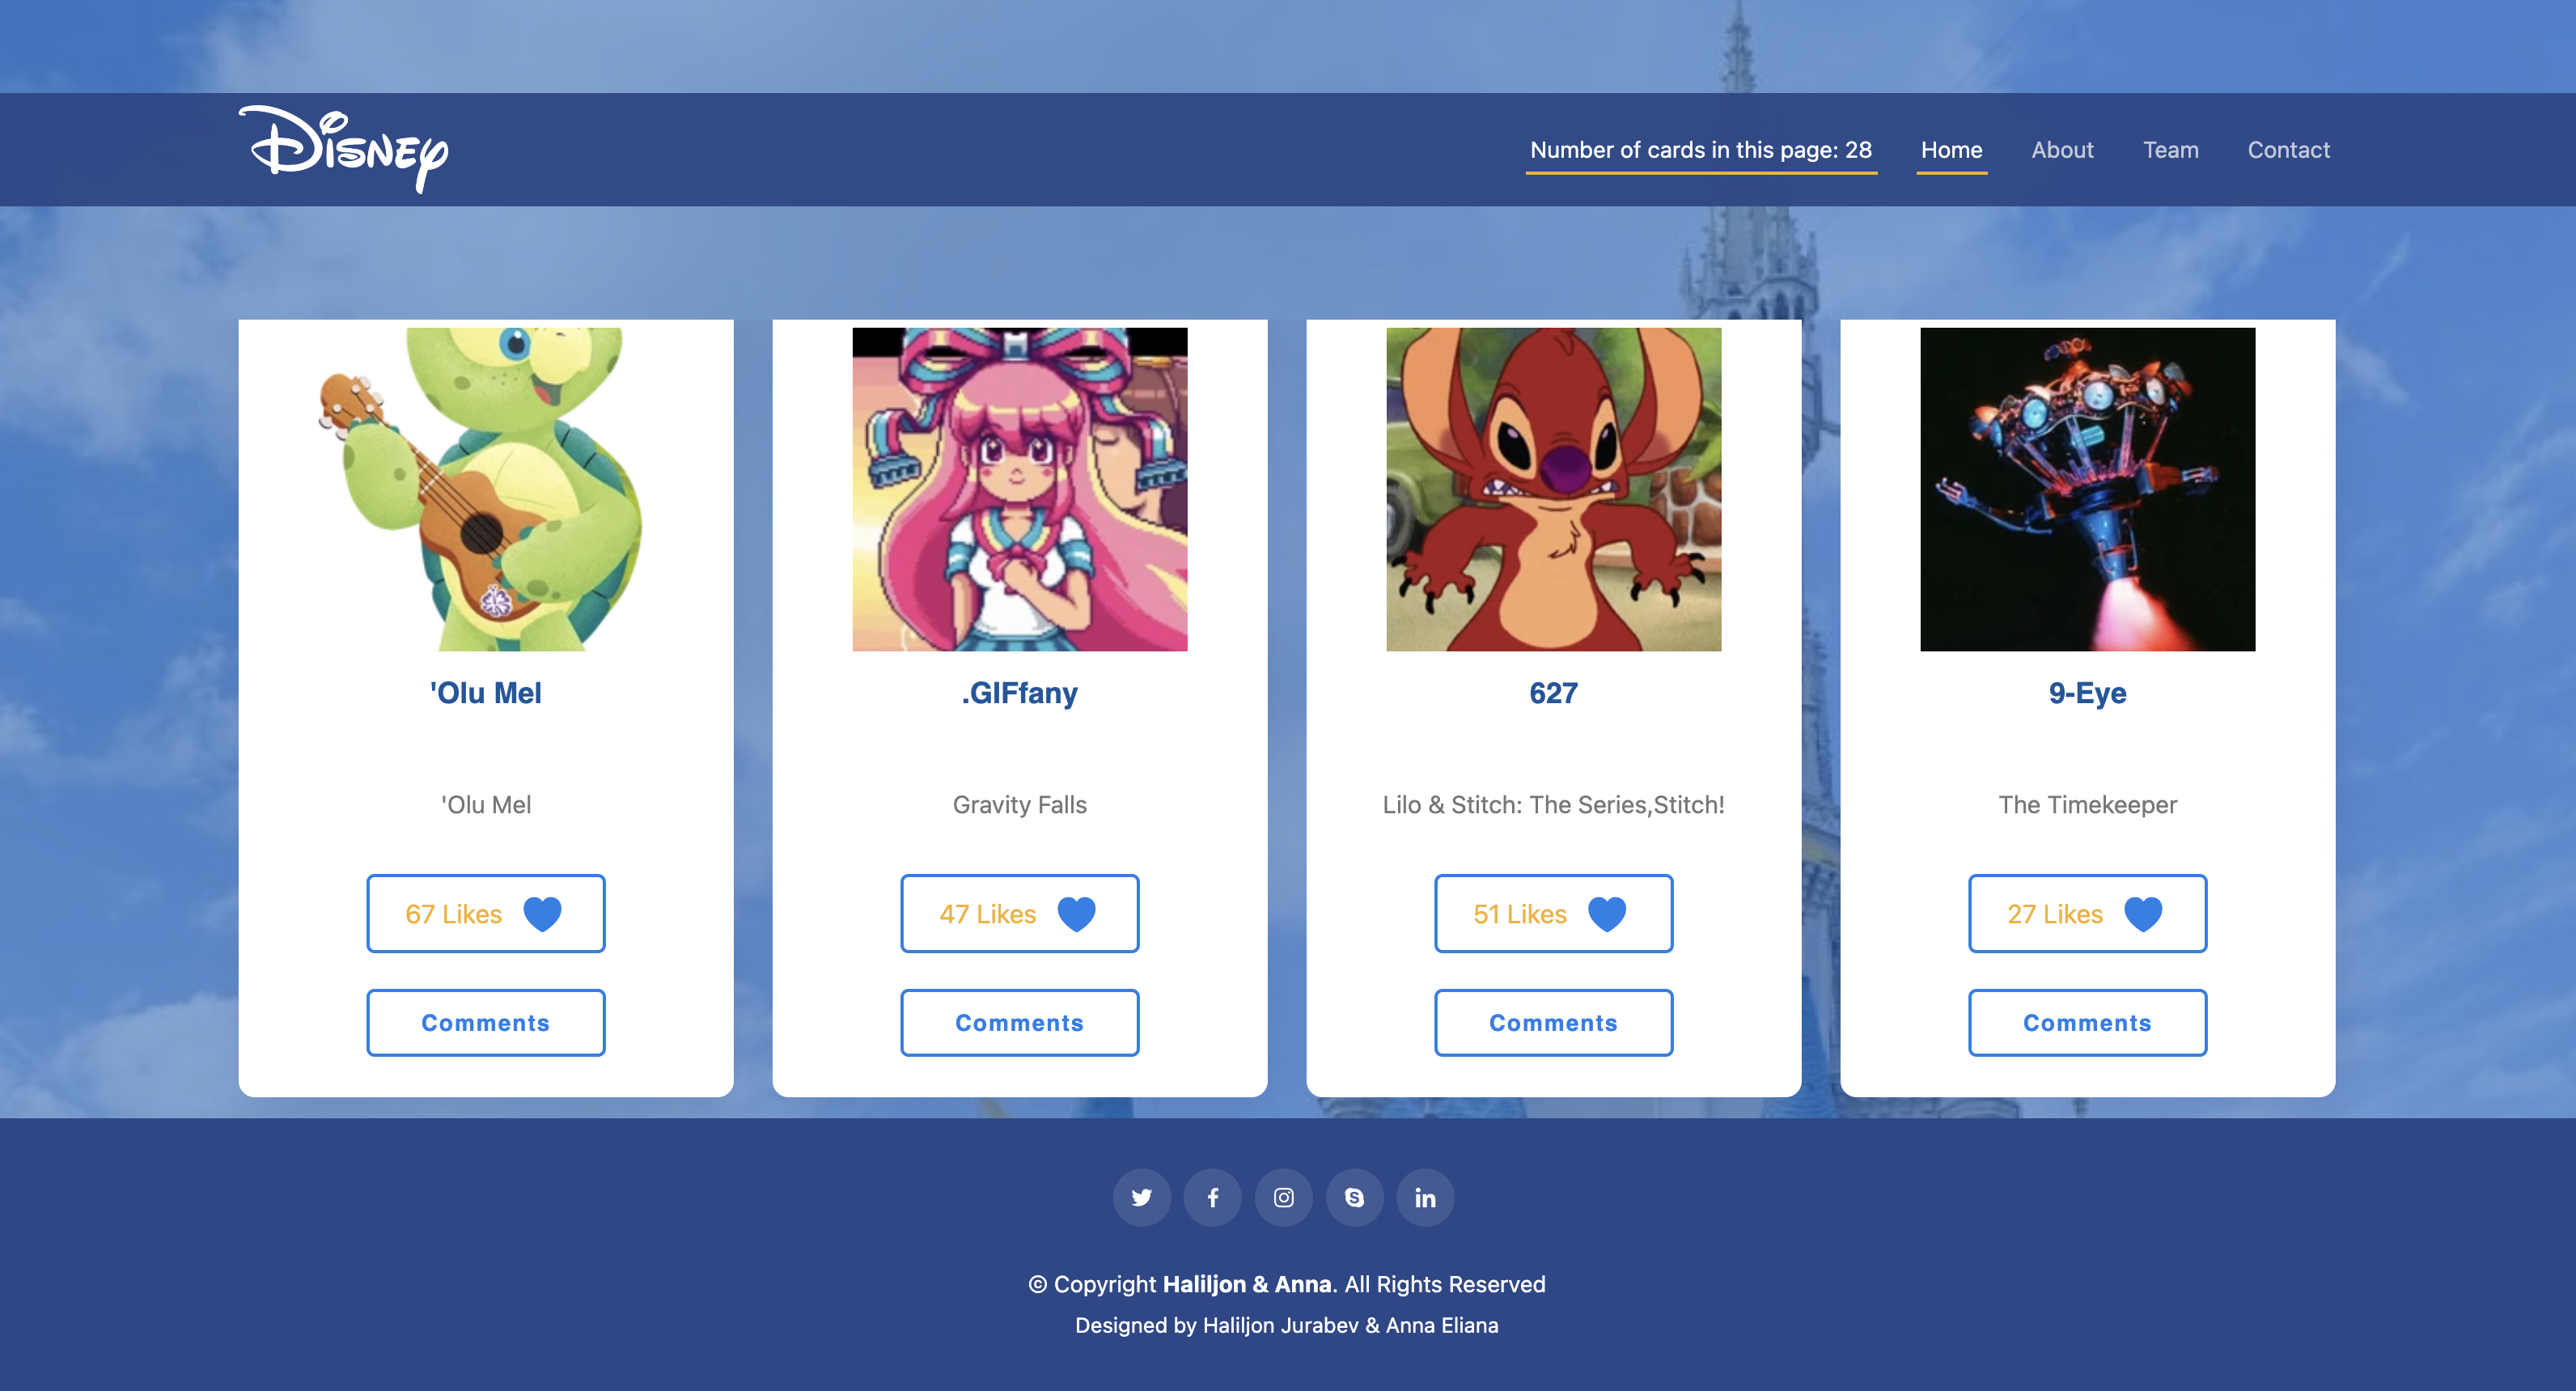 Disney
Number of cards in this page: 28
Home
About
Team
Contact
'Olu Mel
'Olu Mel
67 Likes
Comments
.GIFfany
Gravity Falls
47 Likes
Comments
627
Lilo & Stitch: The Series,Stitch!
51 Likes
Comments
9-Eye
The Timekeeper
27 Likes
Comments
© Copyright Haliljon & Anna. All Rights Reserved
Designed by Haliljon Jurabev & Anna Eliana